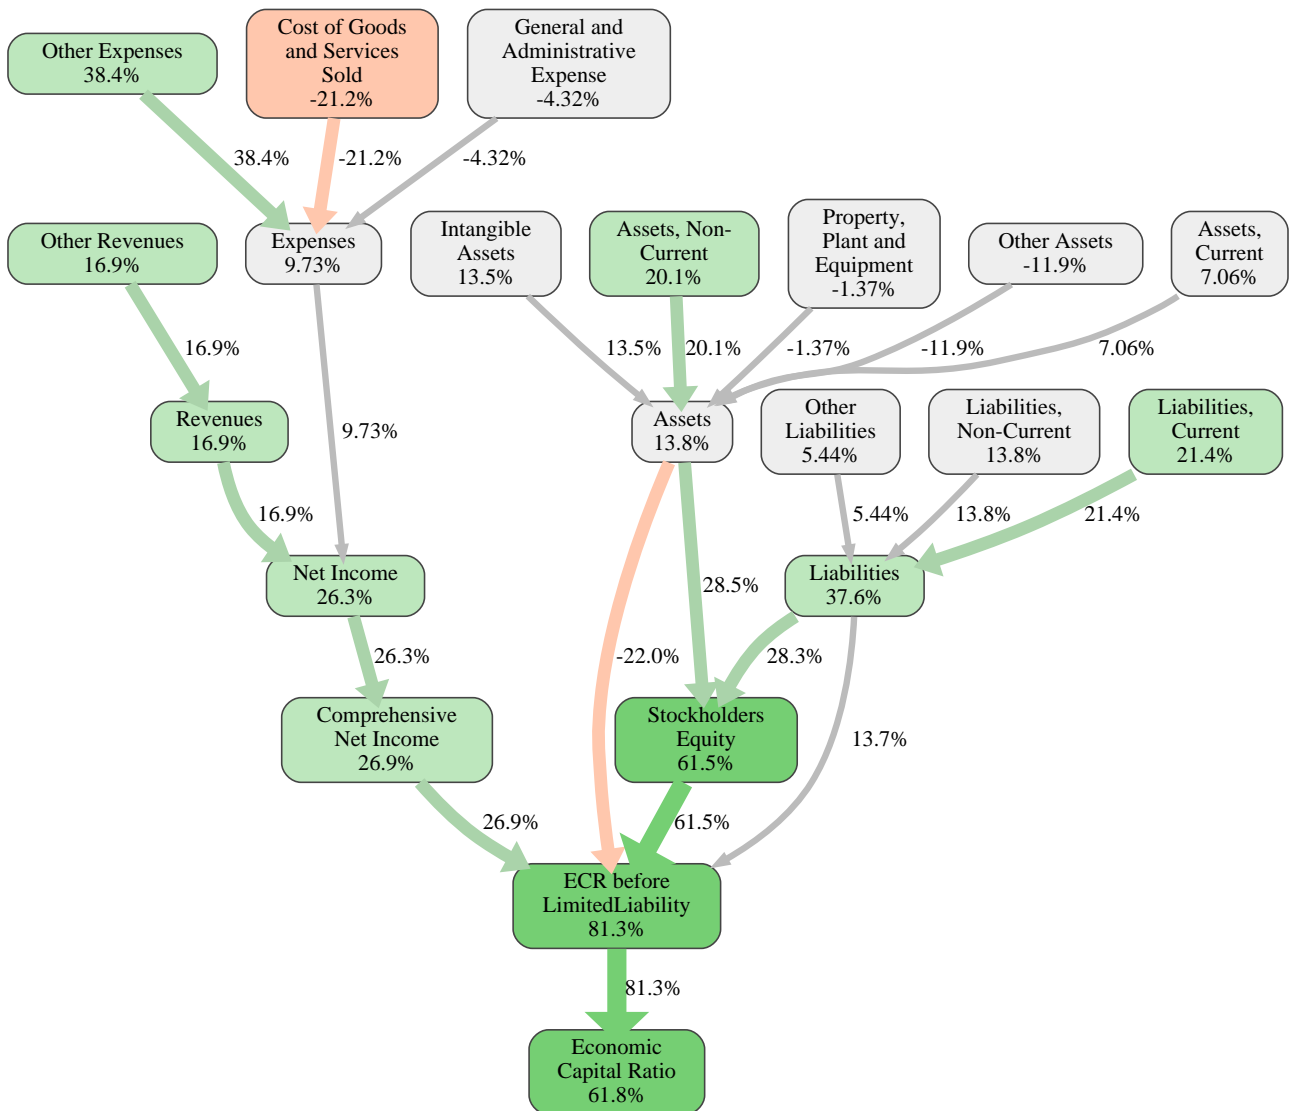 Other Expenses
38.4%
Cost of Goods
and Services
Sold
-21.2%
General and
Administrative
Expense
-4.32%
38.4%
-21.2%
-4.32%
Other Revenues
16.9%
Expenses
9.73%
Intangible
Assets
13.5%
Assets, Non-
Current
20.1%
Property,
Plant and
Equipment
-1.37%
Other Assets
-11.9%
Assets,
Current
7.06%
16.9%
13.5%
20.1%
-1.37%
-11.9%
7.06%
Revenues
16.9%
9.73%
Assets
13.8%
Other
Liabilities
5.44%
Liabilities,
Non-Current
13.8%
Liabilities,
Current
21.4%
16.9%
5.44%
13.8%
21.4%
Net Income
26.3%
28.5%
Liabilities
37.6%
26.3%
-22.0%
28.3%
Comprehensive
Net Income
26.9%
Stockholders
Equity
61.5%
13.7%
26.9%
61.5%
ECR before
LimitedLiability
81.3%
81.3%
Economic
Capital Ratio
61.8%